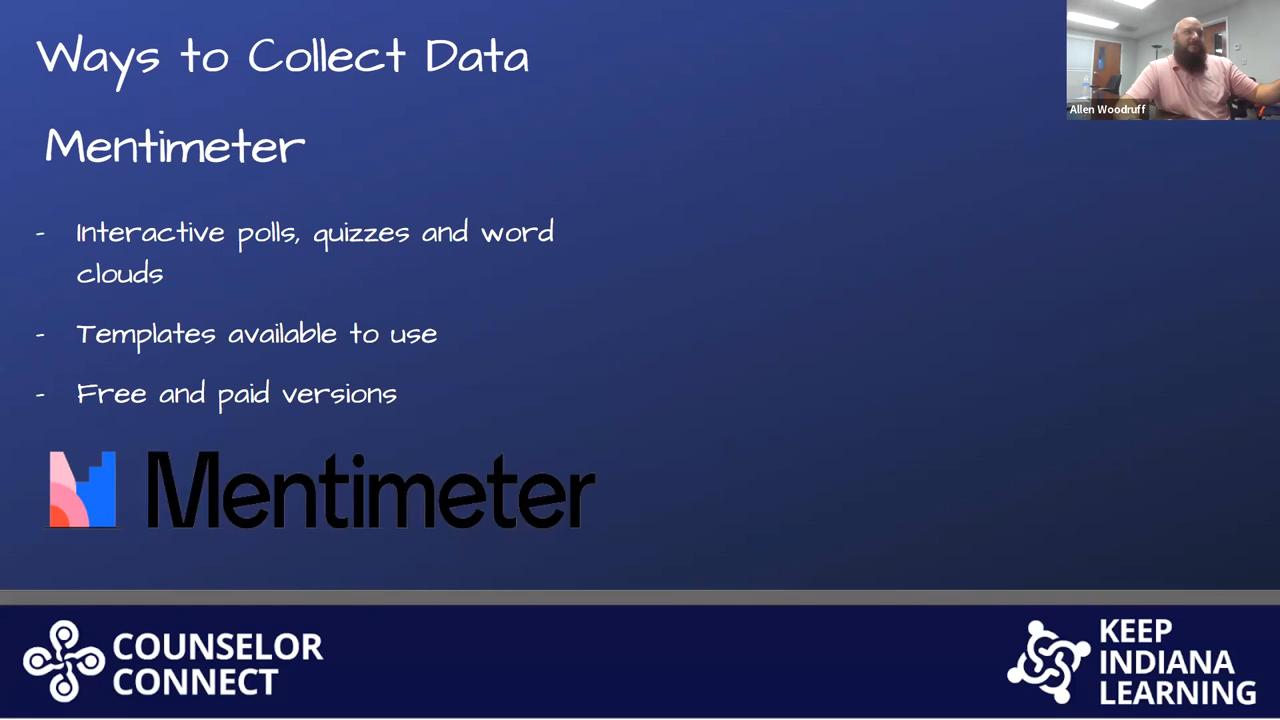 Ways to Collect Data
Allen Woodruff
Mentimeter
- Interactive polls, quizzes and word
clouds
- Templates available to use
- Free and paid versions
Mentimeter
COUNSELOR
CONNECT
KEEP
INDIANA
LEARNING